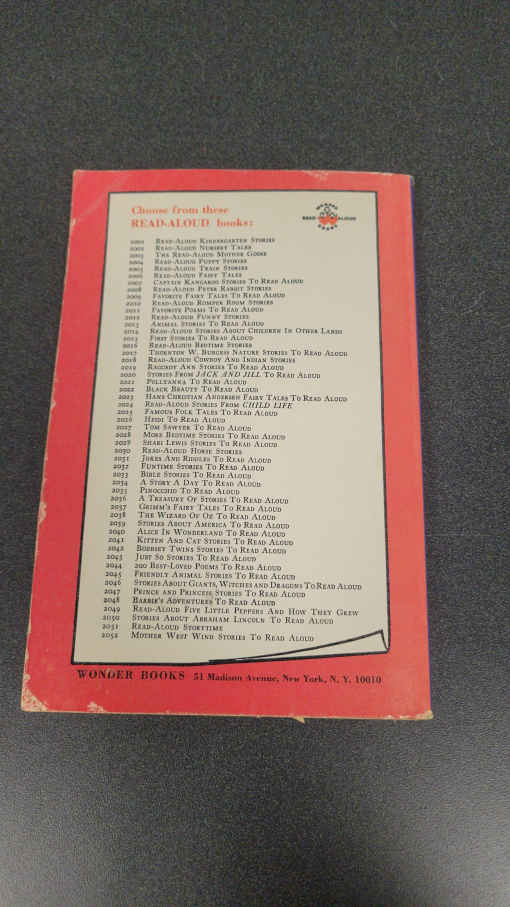 Choose from these
READ-ALOUD books:
WONDER
READ ALOUD
BOOKS
2001 READ-ALOUD KINDERGARTEN STORIES
2002 READ-ALOUD NURSERY TALES
2003 THE READ-ALOUD MOTHER GOOSE
2004 READ-ALOUD PUPPY STORIES
2005 READ-ALOUD TRAIN STORIES
2006 READ-ALOUD FAIRY TALES
2007 CAPTAIN KANGAROO STORIES TO READ ALOUD
2008 READ-ALOUD PETER RABBIT STORIES
2009 FAVORITE FAIRY TALES TO READ ALOUD
2010 READ-ALOUD ROMPER ROOM STORIES
2011 FAVORITE POEMS TO READ ALOUD
2012 READ-ALOUD FUNNY STORIES
2013 ANIMAL STORIES TO READ ALOUD
2014 READ-ALOUD STORIES ABOUT CHILDREN IN OTHER LANDS
2015 FIRST STORIES TO READ ALOUD
2016 READ-ALOUD BEDTIME STORIES
2017 THORNTON W. BURGESS NATURE STORIES TO READ ALOUD
2018 READ-ALOUD COWBOY AND INDIAN STORIES
2019 RAGGEDY ANN STORIES TO READ ALOUD
2020 STORIES FROM JACK AND JILL TO READ ALOUD
2021 POLLYANNA TO READ ALOUD
2022 BLACK BEAUTY TO READ ALOUD
2023 HANS CHRISTIAN ANDERSEN FAIRY TALES TO READ ALOUD
2024 READ-ALOUD STORIES FROM CHILD LIFE
2025 FAMOUS FOLK TALES TO READ ALOUD
2026 HEIDI TO READ ALOUD
2027 TOM SAWYER TO READ ALOUD
2028 MORE BEDTIME STORIES TO READ ALOUD
2029 SHARI LEWIS STORIES TO READ ALOUD
2030 READ-ALOUD HORSE STORIES
2031 JOKES AND RIDDLES TO READ ALOUD
2032 FUNTIME STORIES TO READ ALOUD
2033 BIBLE STORIES TO READ ALOUD
2034 A STORY A DAY TO READ ALOUD
2035 PINOCCHIO TO READ ALOUD
2036 A TREASURY OF STORIES TO READ ALOUD
2037 GRIMM'S FAIRY TALES TO READ ALOUD
2038 THE WIZARD OF OZ TO READ ALOUD
2039 STORIES ABOUT AMERICA TO READ ALOUD
2040 ALICE IN WONDERLAND TO READ ALOUD
2041 KITTEN AND CAT STORIES TO READ ALOUD
2042 BOBBSEY TWINS STORIES TO READ ALOUD
2043 JUST SO STORIES TO READ ALOUD
2044 200 BEST-LOVED POEMS TO READ ALOUD
2045 FRIENDLY ANIMAL STORIES TO READ ALOUD
2046 STORIES ABOUT GIANTS, WITCHES AND DRAGONS TO READ ALOUD
2047 PRINCE AND PRINCESS STORIES TO READ ALOUD
2048 BARBIE'S ADVENTURES TO READ ALOUD
2049 READ-ALOUD FIVE LITTLE PEPPERS AND HOW THEY GREW
2050 STORIES ABOUT ABRAHAM LINCOLN TO READ ALOUD
2051 READ-ALOUD STORYTIME
2052 MOTHER WEST WIND STORIES TO READ ALOUD
WONDER BOOKS 51 Madison Avenue, New York, N. Y. 10010